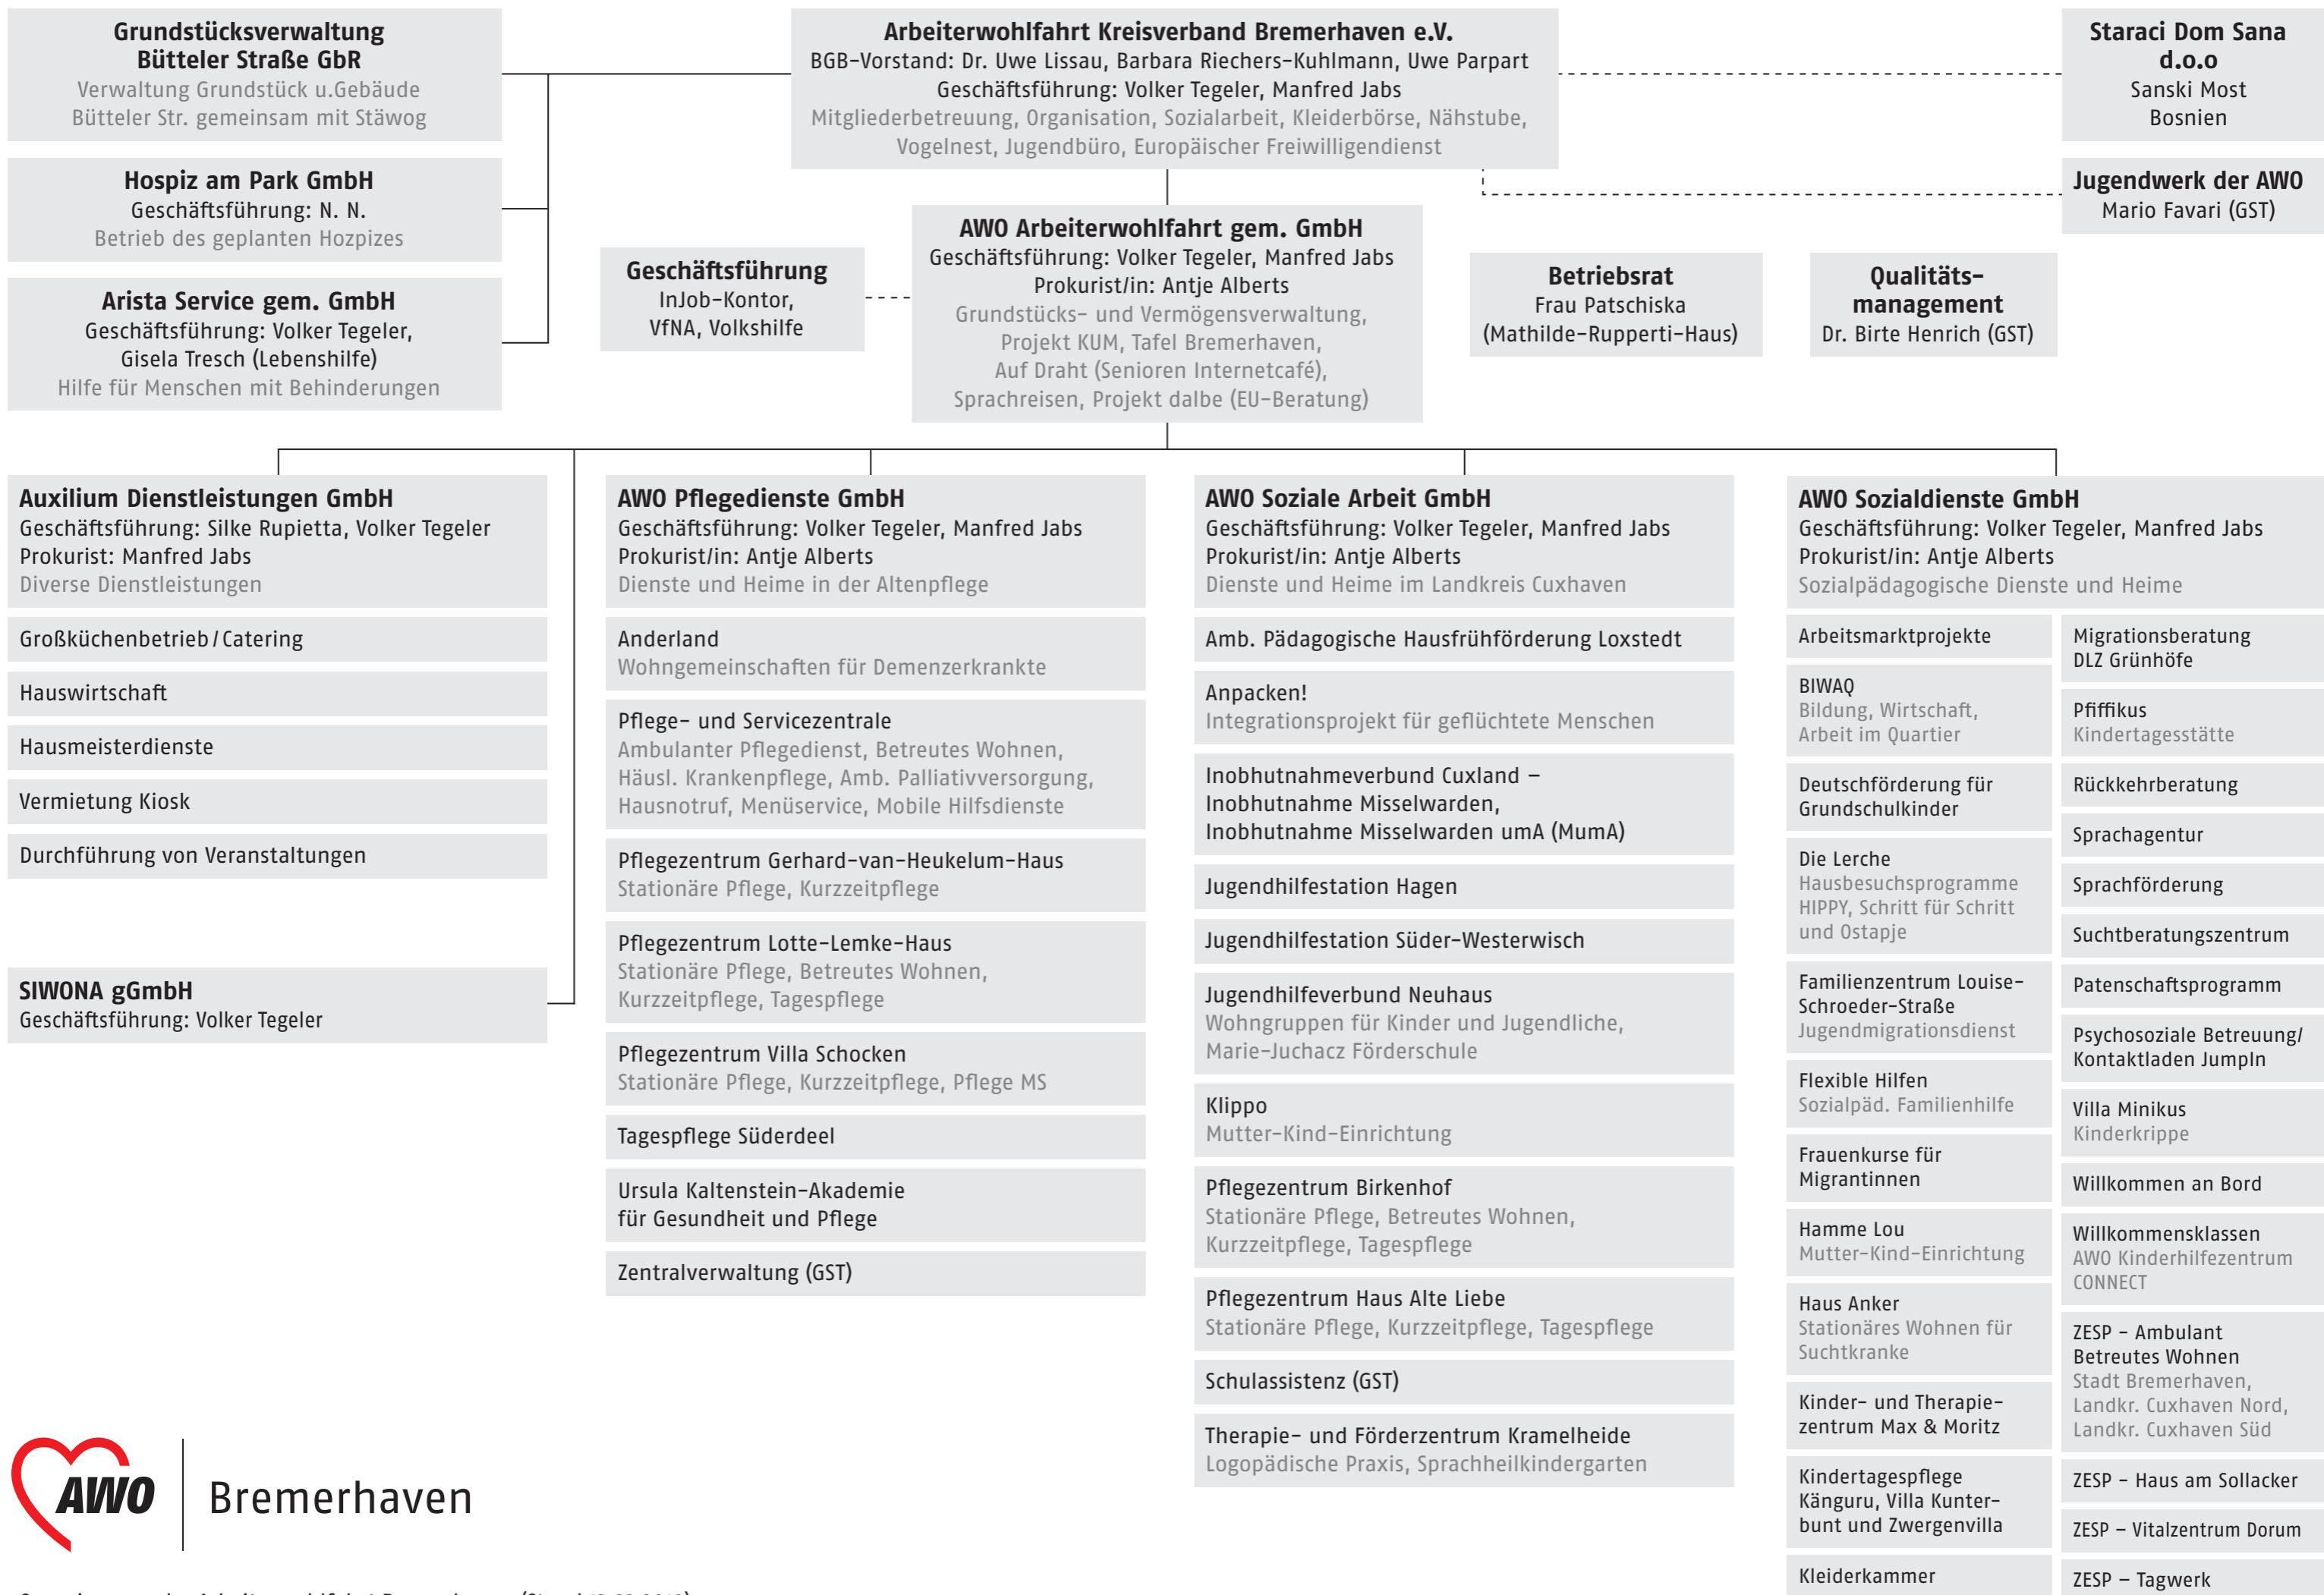 Grundstücksverwaltung
Bütteler Straße GbR
Verwaltung Grundstück u.Gebäude
Bütteler Str. gemeinsam mit Stäwog
Hospiz am Park GmbH
Geschäftsführung: N. N.
Betrieb des geplanten Hozpizes
Arista Service gem. GmbH
Geschäftsführung: Volker Tegeler,
Gisela Tresch (Lebenshilfe)
Hilfe für Menschen mit Behinderungen
Arbeiterwohlfahrt Kreisverband Bremerhaven e.V.
BGB-Vorstand: Dr. Uwe Lissau, Barbara Riechers-Kuhlmann, Uwe Parpart
Geschäftsführung: Volker Tegeler, Manfred Jabs
Mitgliederbetreuung, Organisation, Sozialarbeit, Kleiderbörse, Nähstube,
Vogelnest, Jugendbüro, Europäischer Freiwilligendienst
Staraci Dom Sana
d.o.o
Sanski Most
Bosnien
Jugendwerk der AWO
Mario Favari (GST)
Geschäftsführung
InJob-Kontor,
VfNA, Volkshilfe
AWO Arbeiterwohlfahrt gem. GmbH
Geschäftsführung: Volker Tegeler, Manfred Jabs
Prokurist/in: Antje Alberts
Grundstücks- und Vermögensverwaltung,
Projekt KUM, Tafel Bremerhaven,
Auf Draht (Senioren Internetcafé),
Sprachreisen, Projekt dalbe (EU-Beratung)
Betriebsrat
Frau Patschiska
(Mathilde-Rupperti-Haus)
Qualitäts-
management
Dr. Birte Henrich (GST)
Auxilium Dienstleistungen GmbH
Geschäftsführung: Silke Rupietta, Volker Tegeler
Prokurist: Manfred Jabs
Diverse Dienstleistungen
Großküchenbetrieb / Catering
Hauswirtschaft
Hausmeisterdienste
Vermietung Kiosk
Durchführung von Veranstaltungen
SIWONA gGmbH
Geschäftsführung: Volker Tegeler
AWO Pflegedienste GmbH
Geschäftsführung: Volker Tegeler, Manfred Jabs
Prokurist/in: Antje Alberts
Dienste und Heime in der Altenpflege
Anderland
Wohngemeinschaften für Demenzerkrankte
Pflege- und Servicezentrale
Ambulanter Pflegedienst, Betreutes Wohnen,
Häusl. Krankenpflege, Amb. Palliativversorgung,
Hausnotruf, Menüservice, Mobile Hilfsdienste
Pflegezentrum Gerhard-van-Heukelum-Haus
Stationäre Pflege, Kurzzeitpflege
Pflegezentrum Lotte-Lemke-Haus
Stationäre Pflege, Betreutes Wohnen,
Kurzzeitpflege, Tagespflege
Pflegezentrum Villa Schocken
Stationäre Pflege, Kurzzeitpflege, Pflege MS
Tagespflege Süderdeel
Ursula Kaltenstein-Akademie
für Gesundheit und Pflege
Zentralverwaltung (GST)
AWO Soziale Arbeit GmbH
Geschäftsführung: Volker Tegeler, Manfred Jabs
Prokurist/in: Antje Alberts
Dienste und Heime im Landkreis Cuxhaven
Amb. Pädagogische Hausfrühförderung Loxstedt
Anpacken!
Integrationsprojekt für geflüchtete Menschen
Inobhutnahmeverbund Cuxland –
Inobhutnahme Misselwarden,
Inobhutnahme Misselwarden umA (MumA)
Jugendhilfestation Hagen
Jugendhilfestation Süder-Westerwisch
Jugendhilfeverbund Neuhaus
Wohngruppen für Kinder und Jugendliche,
Marie-Juchacz Förderschule
Klippo
Mutter-Kind-Einrichtung
Pflegezentrum Birkenhof
Stationäre Pflege, Betreutes Wohnen,
Kurzzeitpflege, Tagespflege
Pflegezentrum Haus Alte Liebe
Stationäre Pflege, Kurzzeitpflege, Tagespflege
Schulassistenz (GST)
Therapie- und Förderzentrum Kramelheide
Logopädische Praxis, Sprachheilkindergarten
AWO Sozialdienste GmbH
Geschäftsführung: Volker Tegeler, Manfred Jabs
Prokurist/in: Antje Alberts
Sozialpädagogische Dienste und Heime
Arbeitsmarktprojekte
BIWAQ
Bildung, Wirtschaft,
Arbeit im Quartier
Deutschförderung für
Grundschulkinder
Die Lerche
Hausbesuchsprogramme
HIPPY, Schritt für Schritt
und Ostapje
Familienzentrum Louise-
Schroeder-Straße
Jugendmigrationsdienst
Flexible Hilfen
Sozialpäd. Familienhilfe
Frauenkurse für
Migrantinnen
Hamme Lou
Mutter-Kind-Einrichtung
Haus Anker
Stationäres Wohnen für
Suchtkranke
Kinder- und Therapie-
zentrum Max & Moritz
Kindertagespflege
Känguru, Villa Kunter-
bunt und Zwergenvilla
Kleiderkammer
Migrationsberatung
DLZ Grünhöfe
Pfiffikus
Kindertagesstätte
Rückkehrberatung
Sprachagentur
Sprachförderung
Suchtberatungszentrum
Patenschaftsprogramm
Psychosoziale Betreuung/
Kontaktladen JumpIn
Villa Minikus
Kinderkrippe
Willkommen an Bord
Willkommensklassen
AWO Kinderhilfezentrum
CONNECT
ZESP - Ambulant
Betreutes Wohnen
Stadt Bremerhaven,
Landkr. Cuxhaven Nord,
Landkr. Cuxhaven Süd
ZESP - Haus am Sollacker
ZESP – Vitalzentrum Dorum
ZESP – Tagwerk
AWO
Bremerhaven